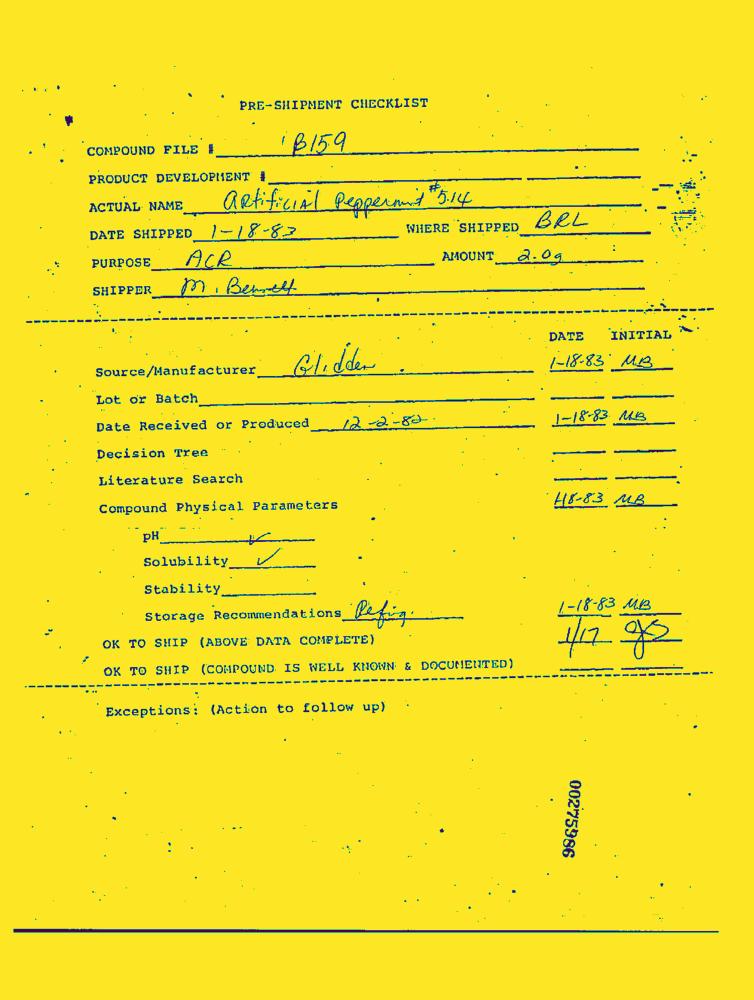 PRE-SHIPMENT CHECKLIST
COMPOUND FILE # B159
PRODUCT DEVELOPMENT #
ACTUAL NAME Artificial Peppermint #514
DATE SHIPPED 1-18-83 WHERE SHIPPED BRL
PURPOSE ACR AMOUNT 2.0g
SHIPPER M. Bennett
DATE INITIAL
Source/Manufacturer Glidden 1-18-83 MB
Lot or Batch
Date Received or Produced 12-2-82 1-18-83 MB
Decision Tree
Literature Search
Compound Physical Parameters 1-18-83 MB
pH ✓
Solubility ✓
Stability
Storage Recommendations Refrig. 1-18-83 MB
OK TO SHIP (ABOVE DATA COMPLETE) 1/17
OK TO SHIP (COMPOUND IS WELL KNOWN & DOCUMENTED)
Exceptions: (Action to follow up)
00275986